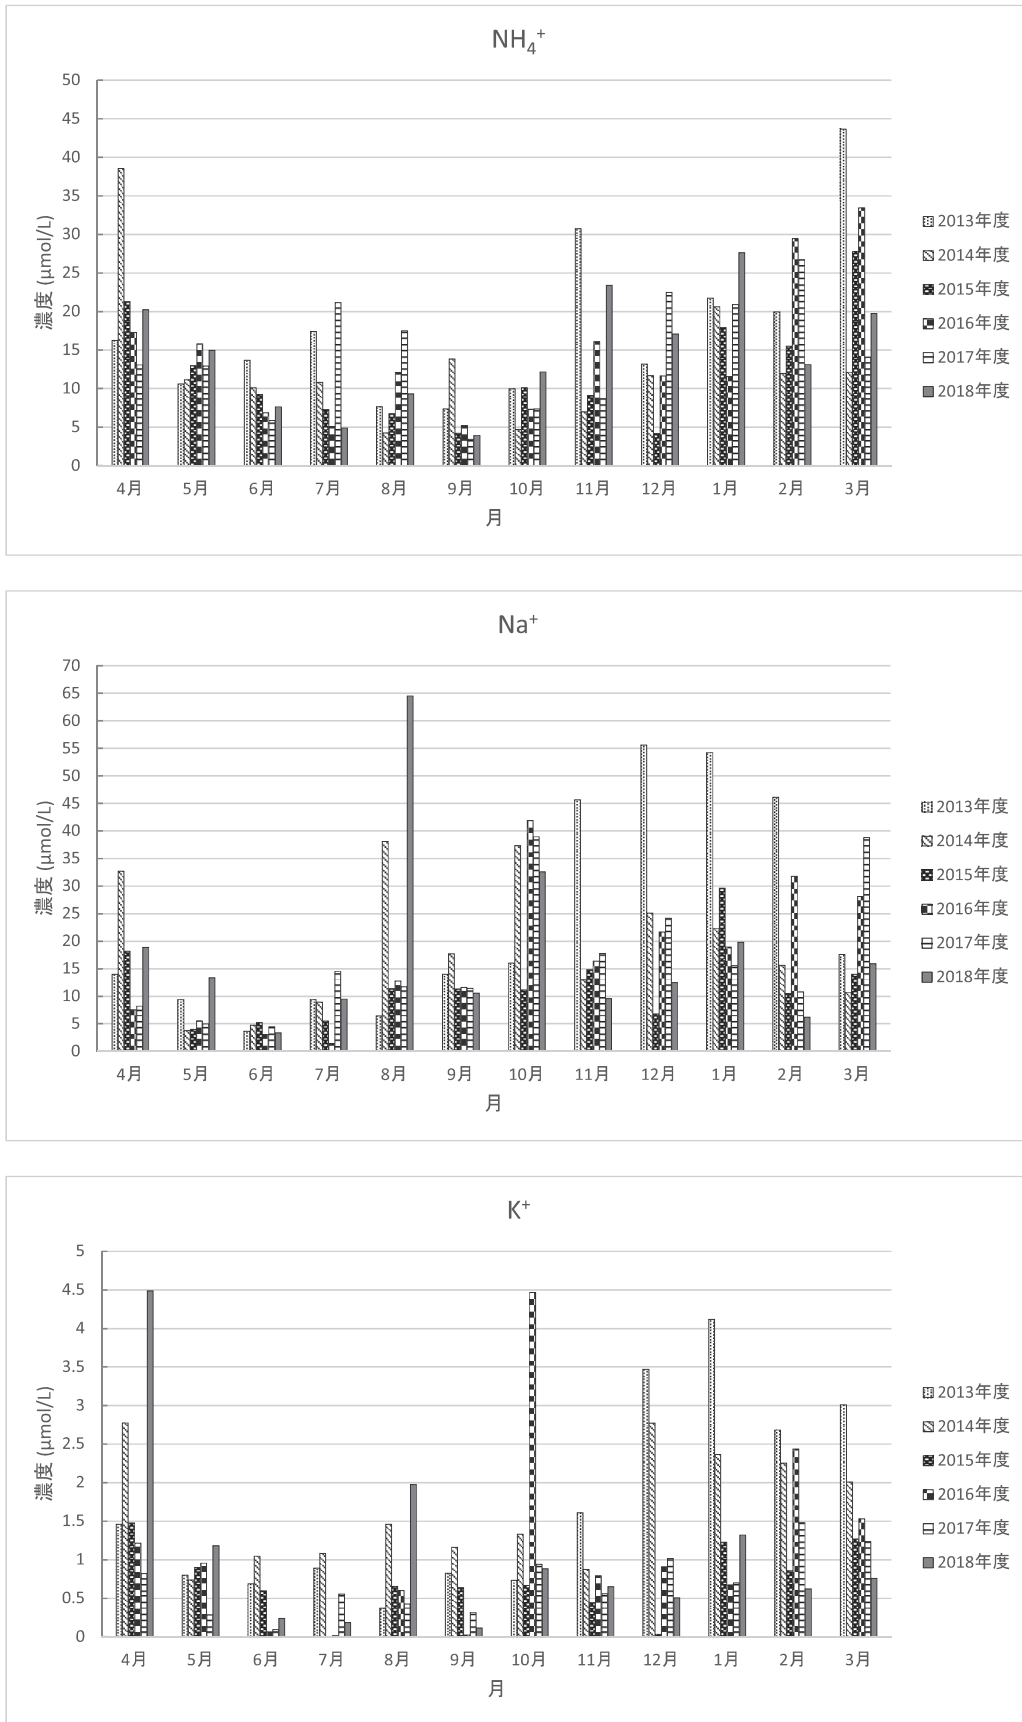 NH₄⁺
50
45
40
35
30
25
20
15
10
5
0
濃度 (μmol/L)
4月 5月 6月 7月 8月 9月 10月 11月 12月 1月 2月 3月
月
2013年度
2014年度
2015年度
2016年度
2017年度
2018年度
Na⁺
70
65
60
55
50
45
40
35
30
25
20
15
10
5
0
濃度 (μmol/L)
4月 5月 6月 7月 8月 9月 10月 11月 12月 1月 2月 3月
月
2013年度
2014年度
2015年度
2016年度
2017年度
2018年度
K⁺
5
4.5
4
3.5
3
2.5
2
1.5
1
0.5
0
濃度 (μmol/L)
4月 5月 6月 7月 8月 9月 10月 11月 12月 1月 2月 3月
月
2013年度
2014年度
2015年度
2016年度
2017年度
2018年度